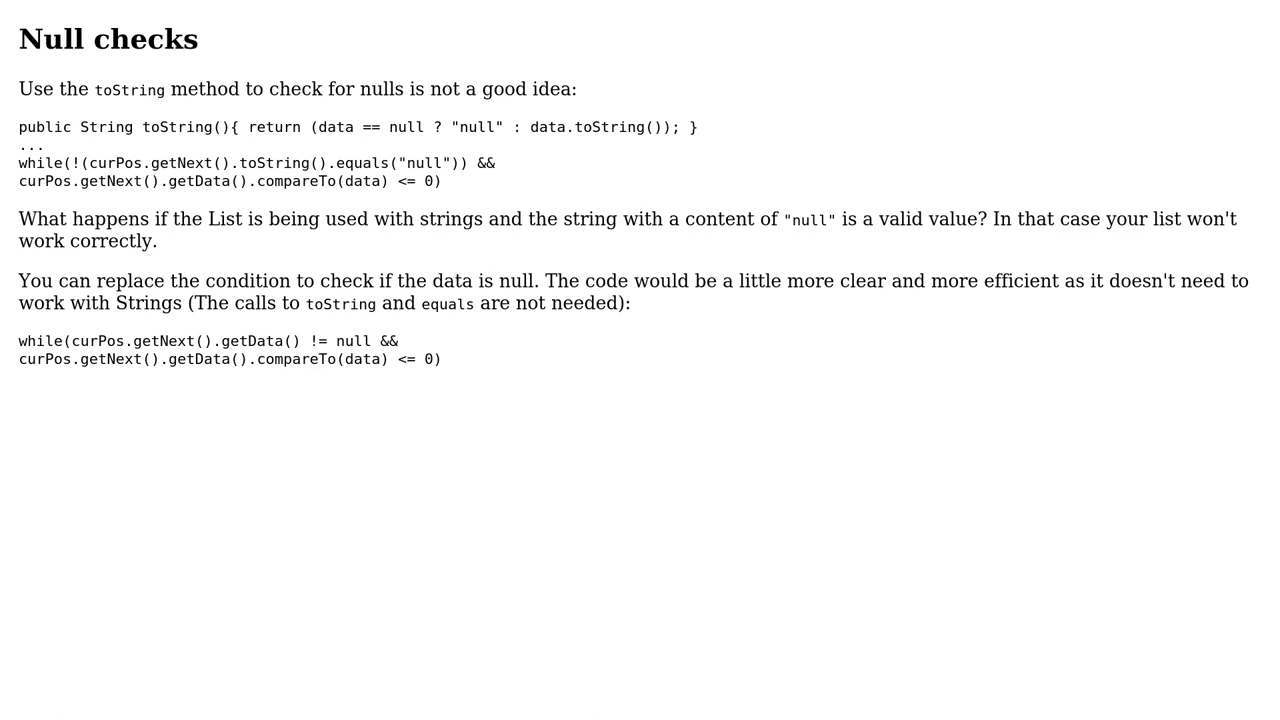 Null checks
Use the toString method to check for nulls is not a good idea:
public String toString(){ return (data == null ? "null" : data.toString()); }
...
while(!(curPos.getNext().toString().equals("null")) &&
curPos.getNext().getData().compareTo(data) <= 0)
What happens if the List is being used with strings and the string with a content of "null" is a valid value? In that case your list won't
work correctly.
You can replace the condition to check if the data is null. The code would be a little more clear and more efficient as it doesn't need to
work with Strings (The calls to toString and equals are not needed):
while(curPos.getNext().getData() != null &&
curPos.getNext().getData().compareTo(data) <= 0)